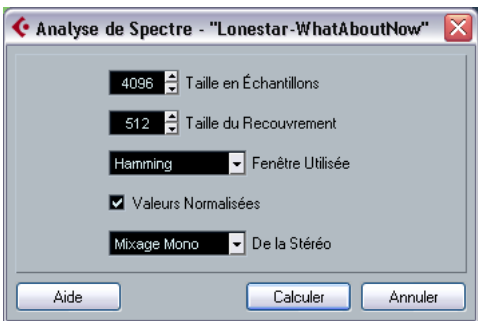 Analyse de Spectre - "Lonestar-WhatAboutNow"
4096 Taille en Échantillons
512 Taille du Recouvrement
Hamming Fenêtre Utilisée
Valeurs Normalisées
Mixage Mono De la Stéréo
Aide Calculer Annuler